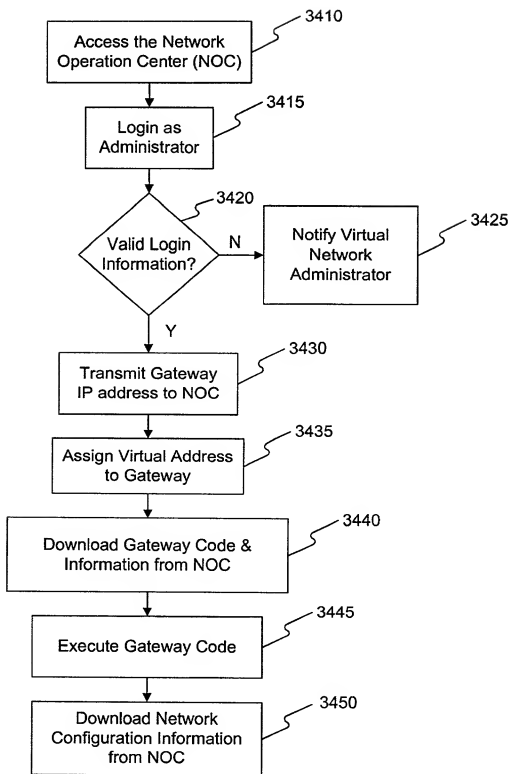 3410
Access the Network
Operation Center (NOC)
3415
Login as
Administrator
3420
Valid Login
Information?
N
3425
Notify Virtual
Network
Administrator
Y
3430
Transmit Gateway
IP address to NOC
3435
Assign Virtual Address
to Gateway
3440
Download Gateway Code &
Information from NOC
3445
Execute Gateway Code
3450
Download Network
Configuration Information
from NOC